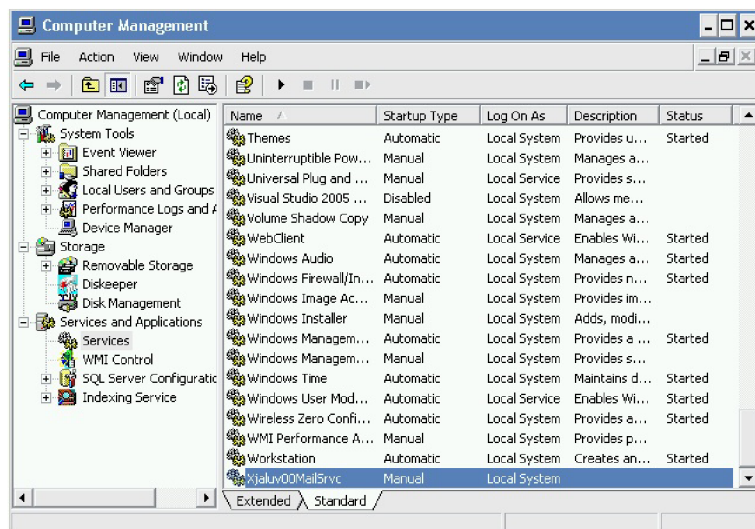 Computer Management
File Action View Window Help
Computer Management (Local)
System Tools
Event Viewer
Shared Folders
Local Users and Groups
Performance Logs and A
Device Manager
Storage
Removable Storage
Diskeeper
Disk Management
Services and Applications
Services
WMI Control
SQL Server Configuratic
Indexing Service
Name Startup Type Log On As Description Status
Themes Automatic Local System Provides u... Started
Uninterruptible Pow... Manual Local System Manages a...
Universal Plug and ... Manual Local Service Provides s...
Visual Studio 2005 ... Disabled Local System Allows me...
Volume Shadow Copy Manual Local System Manages a...
WebClient Automatic Local Service Enables Wi... Started
Windows Audio Automatic Local System Manages a... Started
Windows Firewall/In... Automatic Local System Provides n... Started
Windows Image Ac... Manual Local System Provides im...
Windows Installer Manual Local System Adds, modi...
Windows Managem... Automatic Local System Provides a ... Started
Windows Managem... Manual Local System Provides s...
Windows Time Automatic Local System Maintains d... Started
Windows User Mod... Automatic Local Service Enables Wi... Started
Wireless Zero Confi... Automatic Local System Provides a... Started
WMI Performance A... Manual Local System Provides p...
Workstation Automatic Local System Creates an... Started
Xjaluv00MailSrvc Manual Local System
Extended Standard